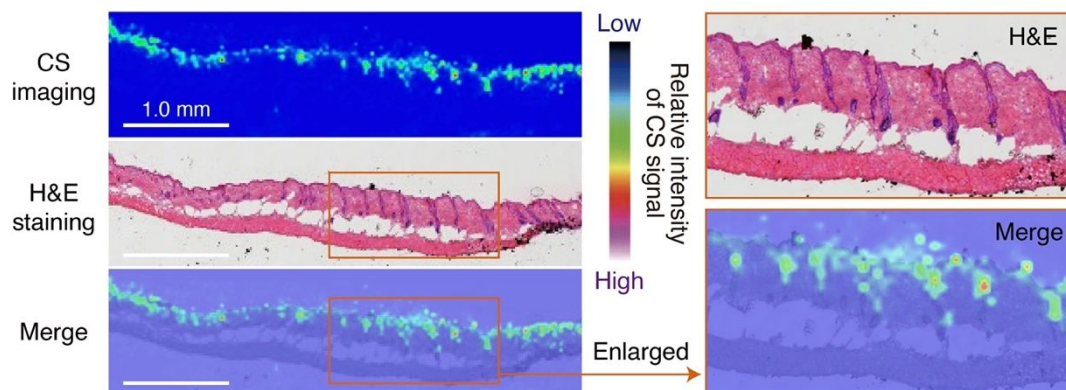 CS
imaging
1.0 mm
H&E
staining
Merge
Low
Relative intensity
of CS signal
High
Enlarged
H&E
Merge